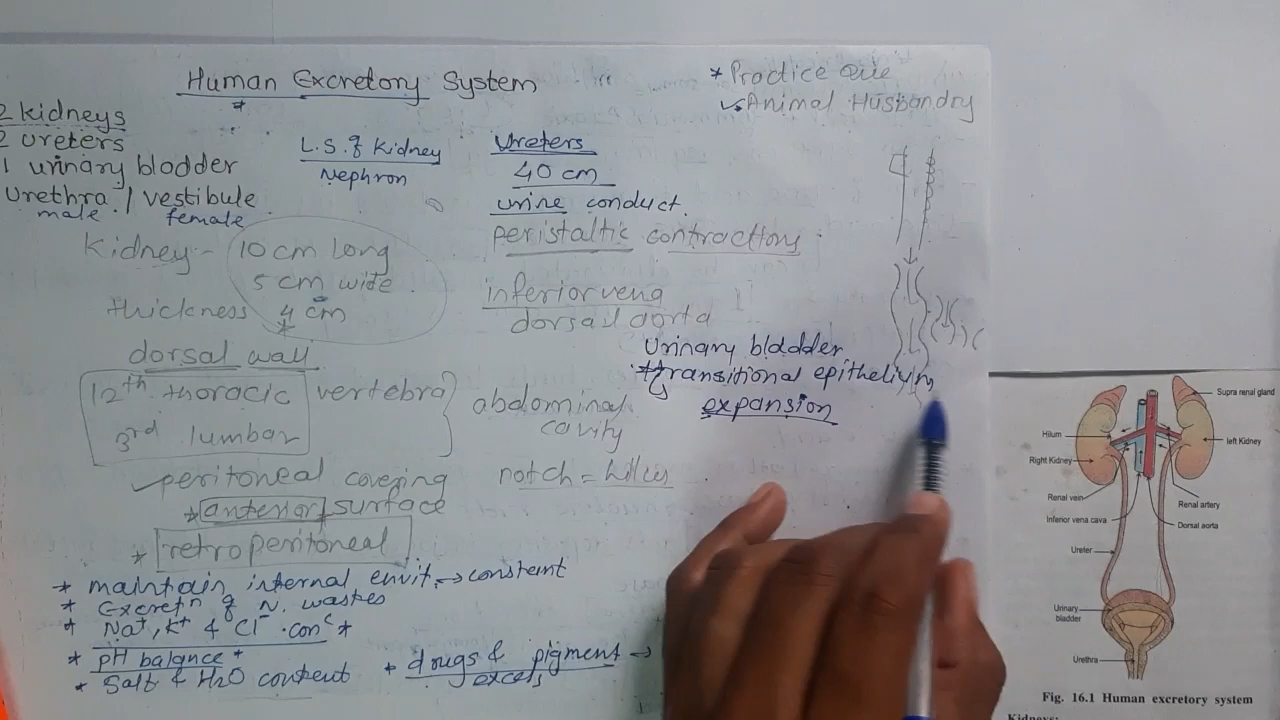 Human Excretory System
*
2 kidneys
2 ureters
1 urinary bladder
Urethra / vestibule
male. female
L.S. of Kidney
Nephron
Kidney - 10 cm long
5 cm wide.
thickness 4 cm
*
dorsal wall
12th thoracic vertebra
3rd lumbar
peritoneal covering
* anterior surface
* retroperitoneal
* maintain internal envit. → constant
* Excretn of N. wastes
* Na+, K+ & Cl- concn *
* pH balance *
* Salt & H2O content
* drugs & pigment →
excess
Ureters
40 cm
urine conduct.
peristaltic contractions.
inferior vena
dorsal aorta
Urinary bladder
* transitional epithelium
expansion
abdominal
cavity
notch = hilus
* Practice Que
Animal Husbandry
Supra renal gland
Hilum
left Kidney
Right Kidney
Renal vein
Renal artery
Inferior vena cava
Dorsal aorta
Ureter
Urinary
bladder
Urethra
Fig. 16.1 Human excretory system
Kidneys: